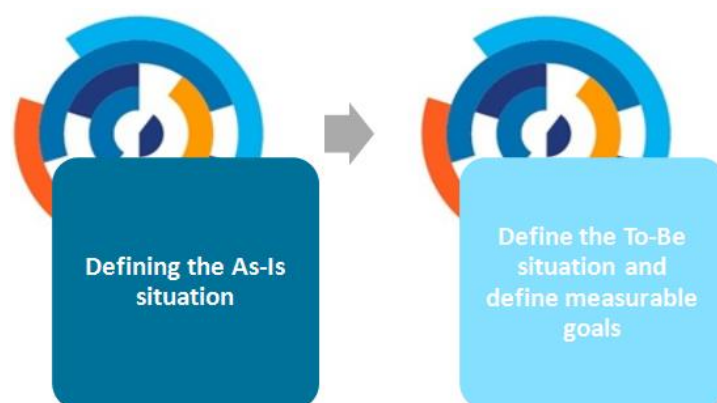 Defining the As-Is
situation
Define the To-Be
situation and
define measurable
goals